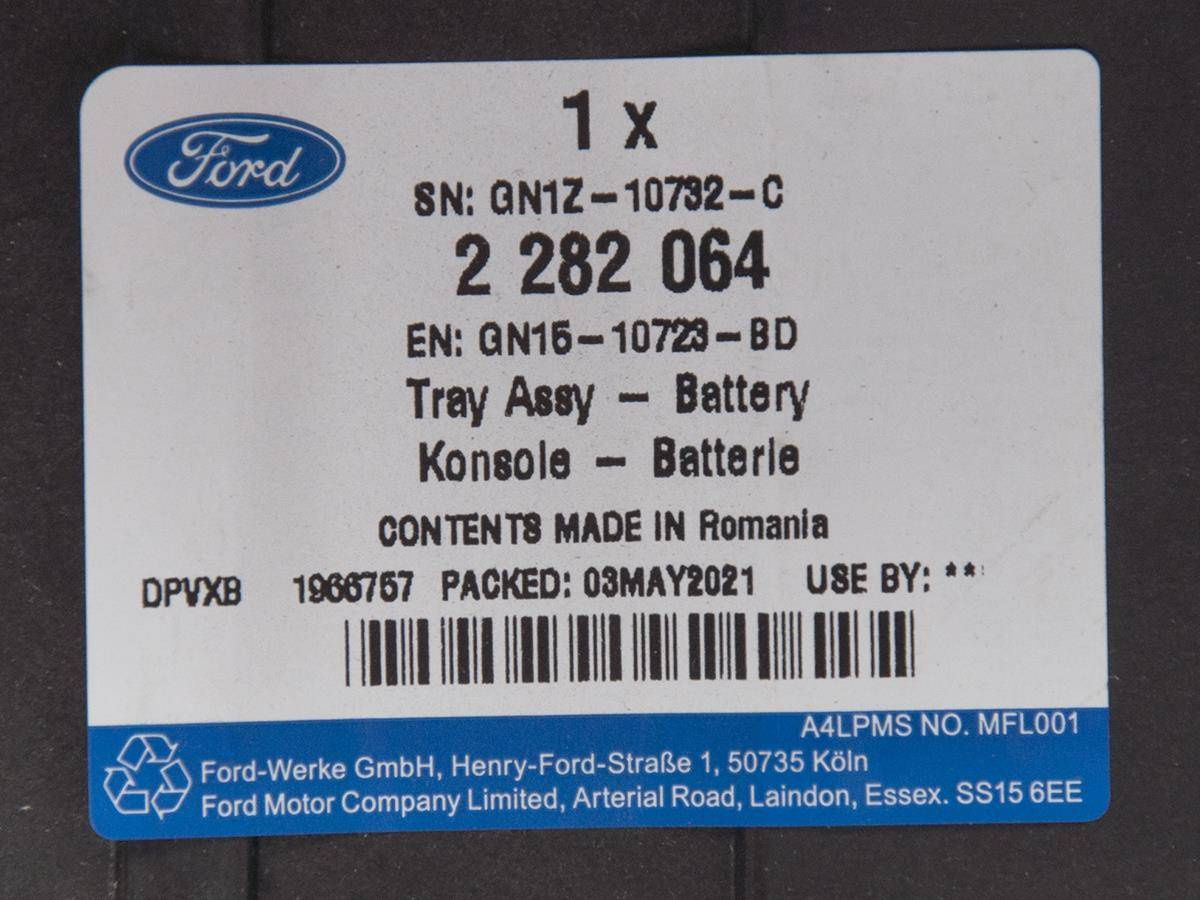 Ford
1 x
SN: GN1Z-10732-C
2 282 064
EN: GN15-10723-BD
Tray Assy - Battery
Konsole - Batterie
CONTENTS MADE IN Romania
DPVXB 1966757 PACKED: 03MAY2021 USE BY: **
A4LPMS NO. MFL001
Ford-Werke GmbH, Henry-Ford-Straße 1, 50735 Köln
Ford Motor Company Limited, Arterial Road, Laindon, Essex. SS15 6EE